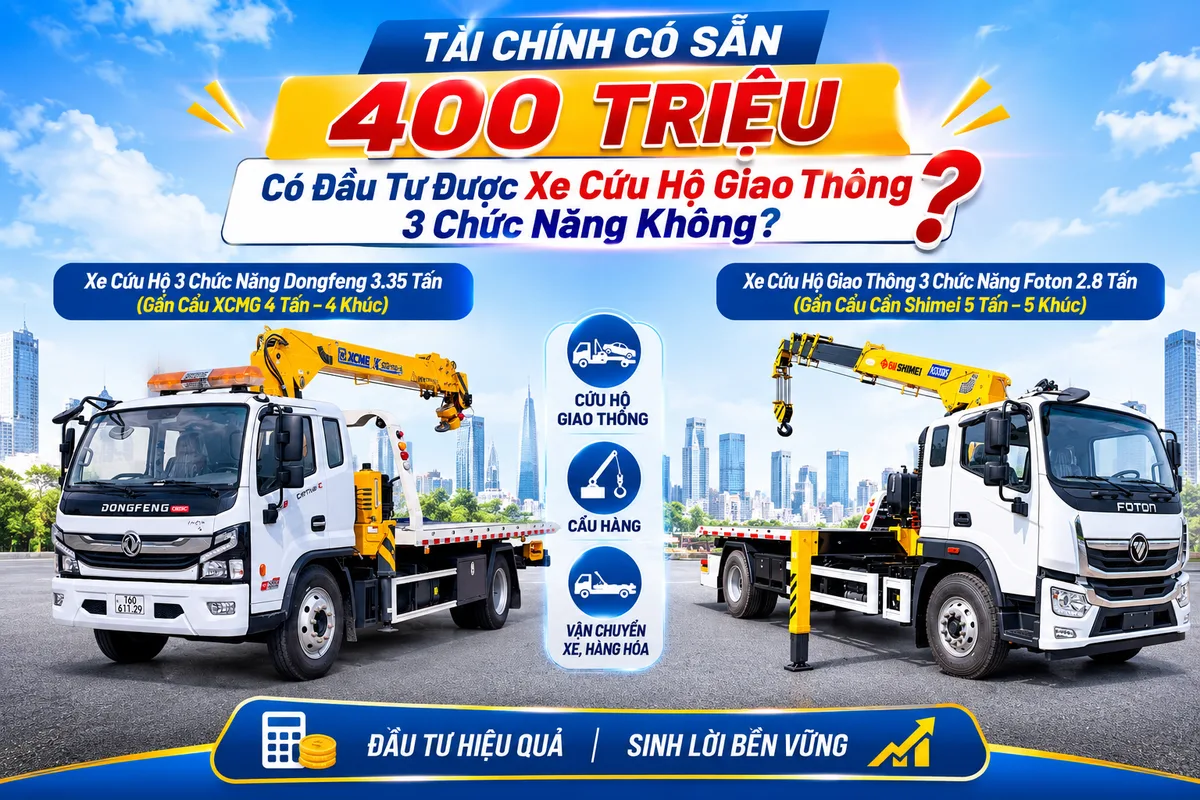 TÀI CHÍNH CÓ SẴN
400 TRIỆU
Có Đầu Tư Được Xe Cứu Hộ Giao Thông
3 Chức Năng Không?
?
Xe Cứu Hộ 3 Chức Năng Dongfeng 3.35 Tấn
(Gắn Cẩu XCMG 4 Tấn – 4 Khúc)
Xe Cứu Hộ Giao Thông 3 Chức Năng Foton 2.8 Tấn
(Gắn Cẩu Cần Shimei 5 Tấn – 5 Khúc)
XCME
SHIMEI
CỨU HỘ
GIAO THÔNG
CẨU HÀNG
VẬN CHUYỂN
XE, HÀNG HÓA
DONGFENG
160
611.29
FOTON
ĐẦU TƯ HIỆU QUẢ | SINH LỜI BỀN VỮNG